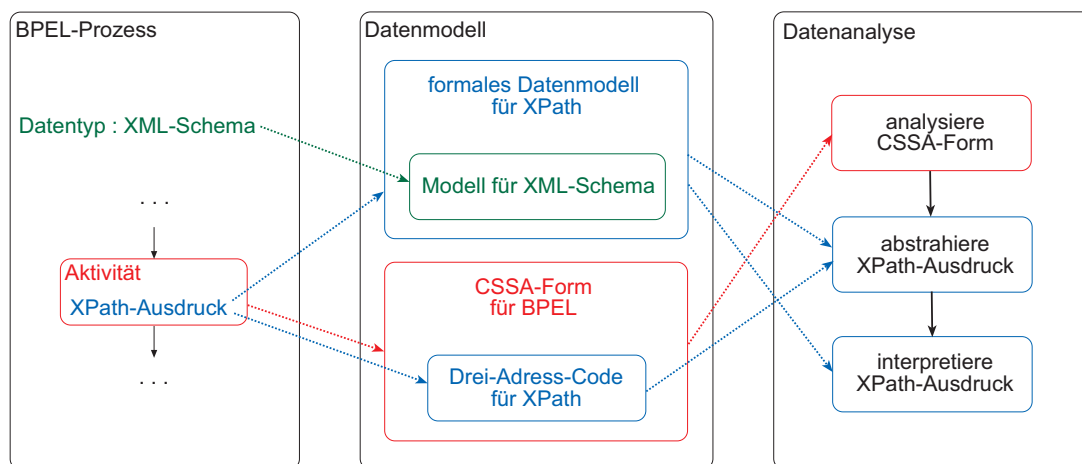 BPEL-Prozess
Datentyp : XML-Schema
. . .
Aktivität
XPath-Ausdruck
. . .
Datenmodell
formales Datenmodell
für XPath
Modell für XML-Schema
CSSA-Form
für BPEL
Drei-Adress-Code
für XPath
Datenanalyse
analysiere
CSSA-Form
abstrahiere
XPath-Ausdruck
interpretiere
XPath-Ausdruck